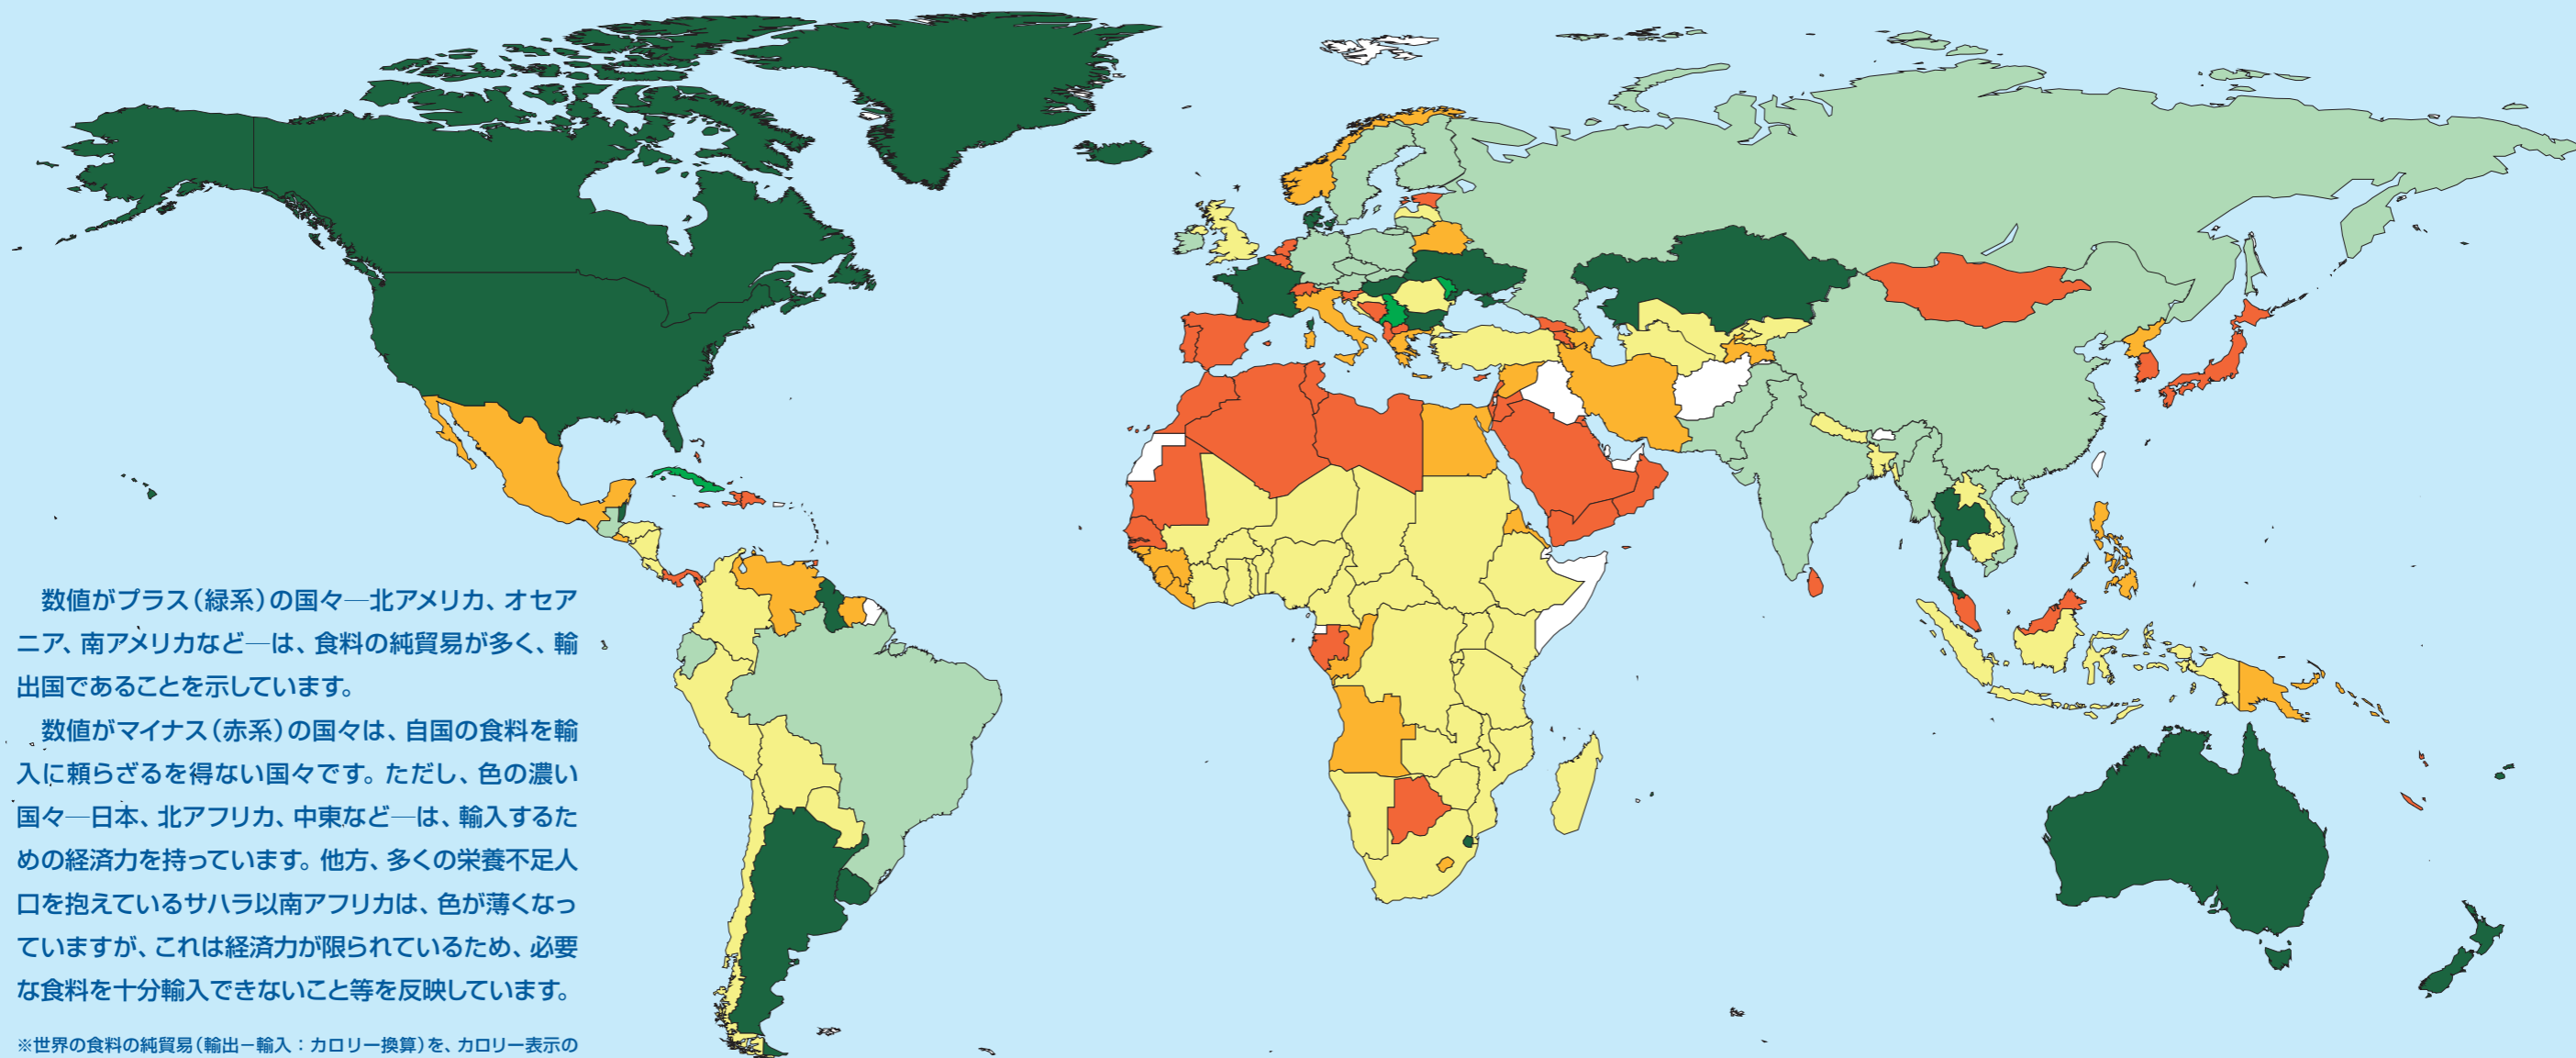 数値がプラス（緑系）の国々─北アメリカ、オセア
ニア、南アメリカなど─は、食料の純貿易が多く、輸
出国であることを示しています。
数値がマイナス（赤系）の国々は、自国の食料を輸
入に頼らざるを得ない国々です。ただし、色の濃い
国々─日本、北アフリカ、中東など─は、輸入するた
めの経済力を持っています。他方、多くの栄養不足人
口を抱えているサハラ以南アフリカは、色が薄くなっ
ていますが、これは経済力が限られているため、必要
な食料を十分輸入できないこと等を反映しています。
※世界の食料の純貿易（輸出－輸入：カロリー換算）を、カロリー表示の